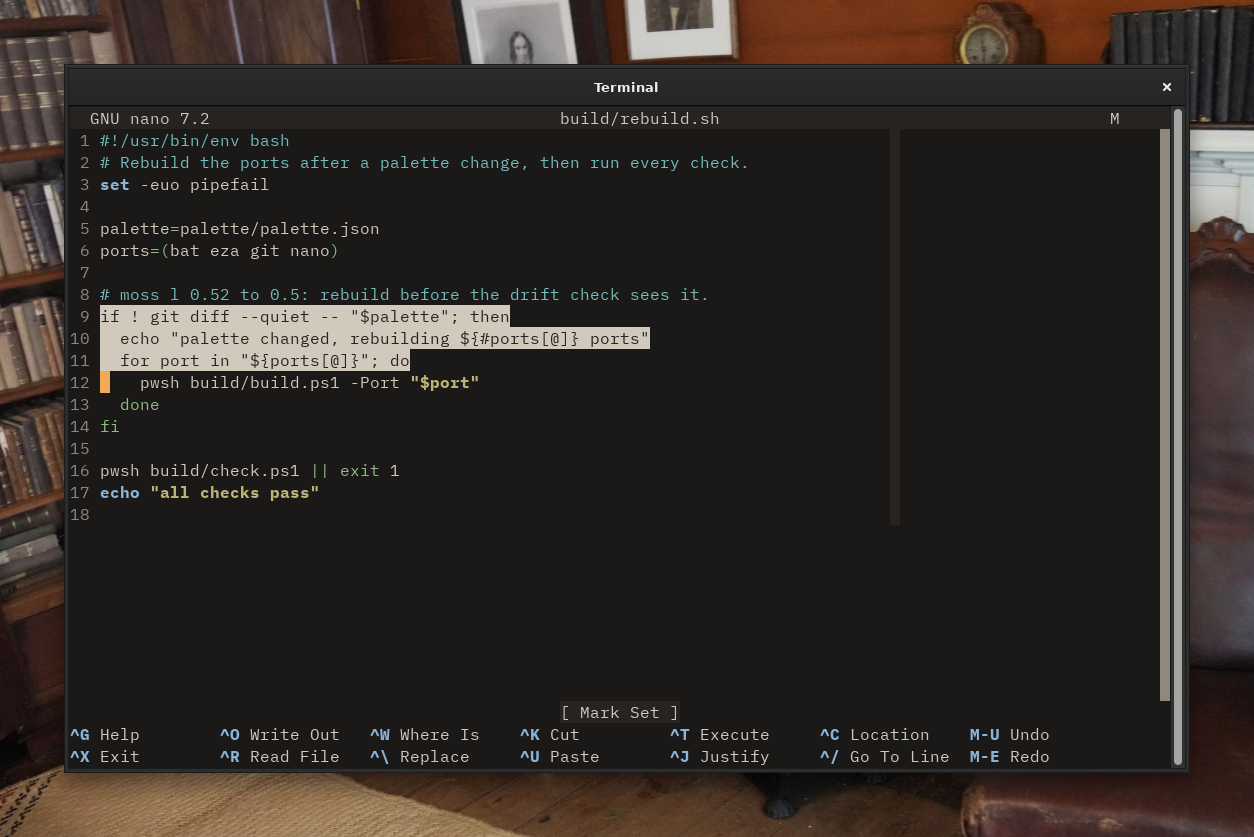 Terminal ×
GNU nano 7.2 build/rebuild.sh M
1 #!/usr/bin/env bash
2 # Rebuild the ports after a palette change, then run every check.
3 set -euo pipefail
4
5 palette=palette/palette.json
6 ports=(bat eza git nano)
7
8 # moss l 0.52 to 0.5: rebuild before the drift check sees it.
9 if ! git diff --quiet -- "$palette"; then
10   echo "palette changed, rebuilding ${#ports[@]} ports"
11   for port in "${ports[@]}"; do
12     pwsh build/build.ps1 -Port "$port"
13   done
14 fi
15
16 pwsh build/check.ps1 || exit 1
17 echo "all checks pass"
18
[ Mark Set ]
^G Help ^O Write Out ^W Where Is ^K Cut ^T Execute ^C Location M-U Undo
^X Exit ^R Read File ^\ Replace ^U Paste ^J Justify ^/ Go To Line M-E Redo